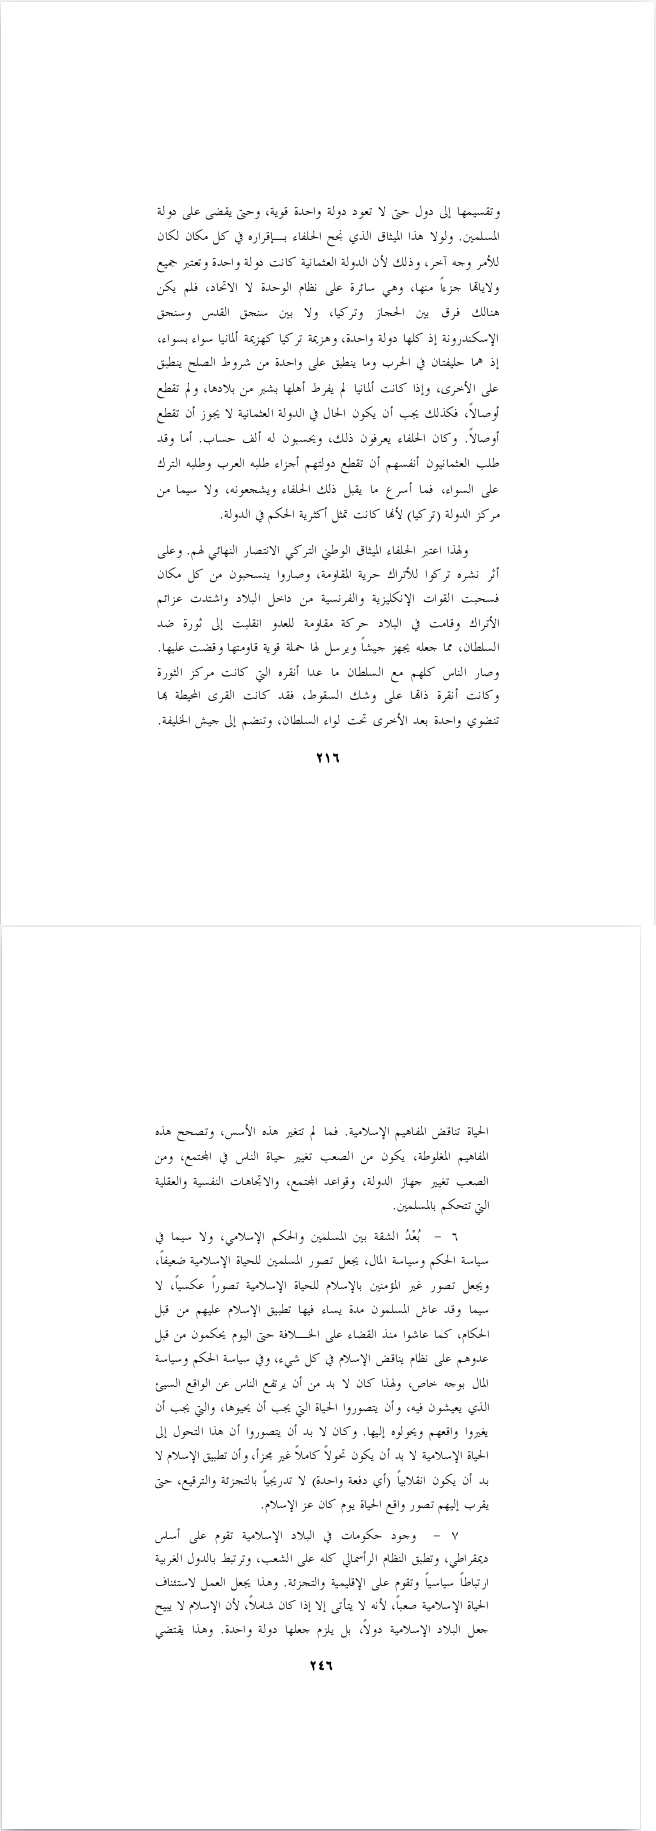 وتقسيمها إلى دول حتى لا تعود دولة واحدة قوية، وحتى يقضى على دولة
المسلمين. ولولا هذا الميثاق الذي نجح الحلفاء بـــإقراره في كل مكان لكان
للأمر وجه آخر، وذلك لأن الدولة العثمانية كانت دولة واحدة وتعتبر جميع
ولاياتها جزءاً منها، وهي سائرة على نظام الوحدة لا الاتحاد، فلم يكن
هنالك فرق بين الحجاز وتركيا، ولا بين سنجق القدس وسنجق
الإسكندرونة إذ كلها دولة واحدة، وهزيمة تركيا كهزيمة ألمانيا سواء بسواء،
إذ هما حليفتان في الحرب وما ينطبق على واحدة من شروط الصلح ينطبق
على الأخرى، وإذا كانت ألمانيا لم يفرط أهلها بشبر من بلادها، ولم تقطع
أوصالاً، فكذلك يجب أن يكون الحال في الدولة العثمانية لا يجوز أن تقطع
أوصالاً. وكان الحلفاء يعرفون ذلك، ويحسبون له ألف حساب. أما وقد
طلب العثمانيون أنفسهم أن تقطع دولتهم أجزاء طلبه العرب وطلبه الترك
على السواء، فما أسرع ما يقبل ذلك الحلفاء ويشجعونه، ولا سيما من
مركز الدولة (تركيا) لأنها كانت تمثل أكثرية الحكم في الدولة.
ولهذا اعتبر الحلفاء الميثاق الوطني التركي الانتصار النهائي لهم. وعلى
أثر نشره تركوا للأتراك حرية المقاومة، وصاروا ينسحبون من كل مكان
فسحبت القوات الإنكليزية والفرنسية من داخل البلاد واشتدت عزائم
الأتراك وقامت في البلاد حركة مقاومة للعدو انقلبت إلى ثورة ضد
السلطان، مما جعله يجهز جيشاً ويرسل لها حملة قوية قاومتها وقضت عليها.
وصار الناس كلهم مع السلطان ما عدا أنقره التي كانت مركز الثورة
وكانت أنقرة ذاتها على وشك السقوط، فقد كانت القرى المحيطة بها
تنضوي واحدة بعد الأخرى تحت لواء السلطان، وتنضم إلى جيش الخليفة.
٢١٦
الحياة تناقض المفاهيم الإسلامية. فما لم تتغير هذه الأسس، وتصحح هذه
المفاهيم المغلوطة، يكون من الصعب تغيير حياة الناس في المجتمع، ومن
الصعب تغيير جهاز الدولة، وقواعد المجتمع، والاتجاهات النفسية والعقلية
التي تتحكم بالمسلمين.
٦ – بُعْدُ الشقة بين المسلمين والحكم الإسلامي، ولا سيما في
سياسة الحكم وسياسة المال، يجعل تصور المسلمين للحياة الإسلامية ضعيفاً،
ويجعل تصور غير المؤمنين بالإسلام للحياة الإسلامية تصوراً عكسياً، لا
سيما وقد عاش المسلمون مدة يساء فيها تطبيق الإسلام عليهم من قبل
الحكام، كما عاشوا منذ القضاء على الخـــلافة حتى اليوم يحكمون من قبل
عدوهم على نظام يناقض الإسلام في كل شيء، وفي سياسة الحكم وسياسة
المال بوجه خاص، ولهذا كان لا بد من أن يرتفع الناس عن الواقع السيئ
الذي يعيشون فيه، وأن يتصوروا الحياة التي يجب أن يحيوها، والتي يجب أن
يغيروا واقعهم ويحولوه إليها. وكان لا بد أن يتصوروا أن هذا التحول إلى
الحياة الإسلامية لا بد أن يكون تحولاً كاملاً غير مجزأ، وأن تطبيق الإسلام لا
بد أن يكون انقلابياً (أي دفعة واحدة) لا تدريجياً بالتجزئة والترقيع، حتى
يقرب إليهم تصور واقع الحياة يوم كان عز الإسلام.
٧ – وجود حكومات في البلاد الإسلامية تقوم على أساس
ديمقراطي، وتطبق النظام الرأسمالي كله على الشعب، وترتبط بالدول الغربية
ارتباطاً سياسياً وتقوم على الإقليمية والتجزئة. وهذا يجعل العمل لاستئناف
الحياة الإسلامية صعباً، لأنه لا يتأتى إلا إذا كان شاملاً، لأن الإسلام لا يبيح
جعل البلاد الإسلامية دولاً، بل يلزم جعلها دولة واحدة. وهذا يقتضي
٢٤٦